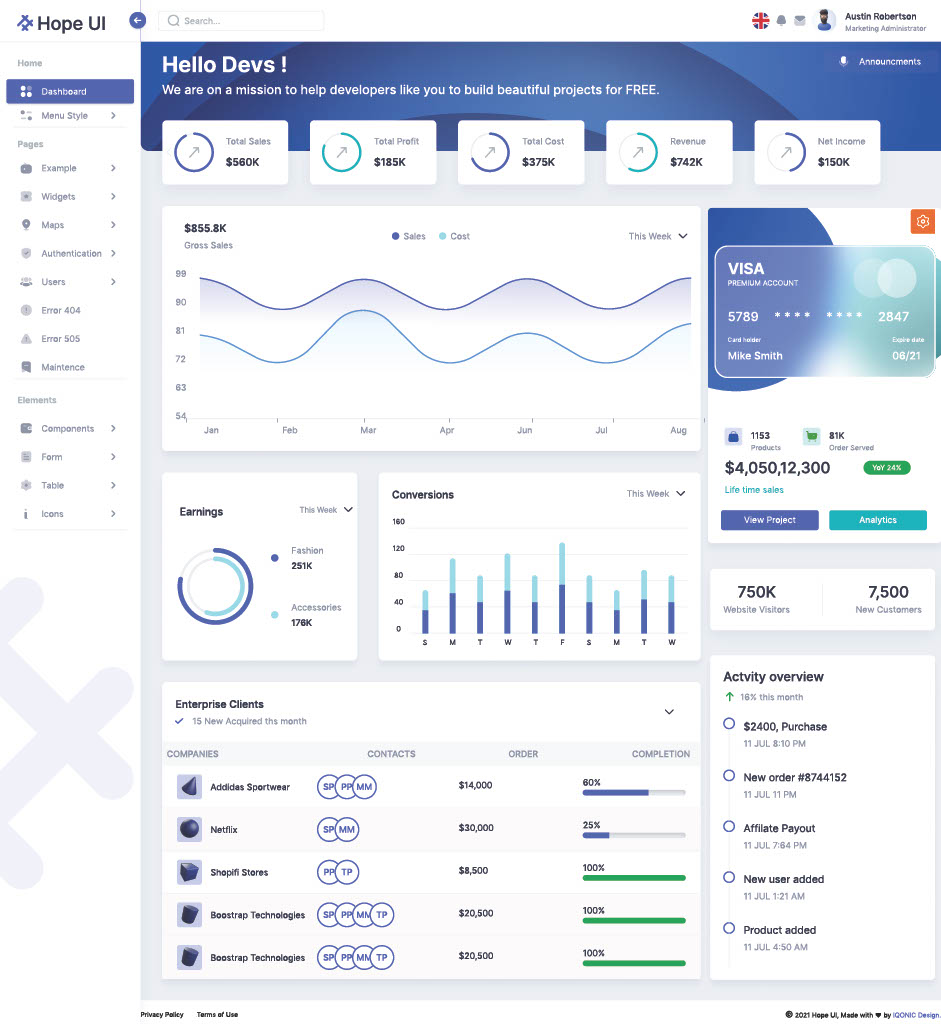 Hope UI
Search...
Austin Robertson
Marketing Administrator
Home
Dashboard
Menu Style
Pages
Example
Widgets
Maps
Authentication
Users
Error 404
Error 505
Maintence
Elements
Components
Form
Table
Icons
Hello Devs !
We are on a mission to help developers like you to build beautiful projects for FREE.
Announcments
Total Sales
$560K
Total Profit
$185K
Total Cost
$375K
Revenue
$742K
Net Income
$150K
$855.8K
Gross Sales
Sales
Cost
This Week
99
90
81
72
63
54
Jan Feb Mar Apr Jun Jul Aug
VISA
PREMIUM ACCOUNT
5789 **** **** 2847
Card holder
Expire date
Mike Smith
06/21
1153
Products
81K
Order Served
$4,050,12,300
YoY 24%
Life time sales
View Project
Analytics
Earnings
This Week
Fashion
251K
Accessories
176K
Conversions
This Week
160
120
80
40
0
S M T W T F S M T W
750K
Website Visitors
7,500
New Customers
Enterprise Clients
15 New Acquired ths month
COMPANIES CONTACTS ORDER COMPLETION
Addidas Sportwear SP PP MM $14,000 60%
Netflix SP MM $30,000 25%
Shopifi Stores PP TP $8,500 100%
Boostrap Technologies SP PP MM TP $20,500 100%
Boostrap Technologies SP PP MM TP $20,500 100%
Actvity overview
16% this month
$2400, Purchase
11 JUL 8:10 PM
New order #8744152
11 JUL 11 PM
Affilate Payout
11 JUL 7:64 PM
New user added
11 JUL 1:21 AM
Product added
11 JUL 4:50 AM
Privacy Policy
Terms of Use
© 2021 Hope UI, Made with ♥ by IQONIC Design.